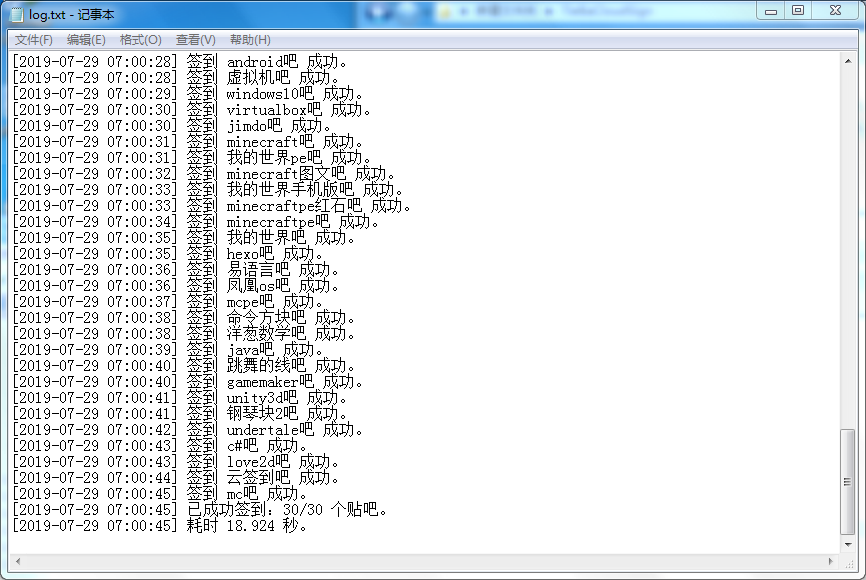 log.txt - 记事本
文件(F) 编辑(E) 格式(O) 查看(V) 帮助(H)
[2019-07-29 07:00:28] 签到 android吧 成功。
[2019-07-29 07:00:28] 签到 虚拟机吧 成功。
[2019-07-29 07:00:29] 签到 windows10吧 成功。
[2019-07-29 07:00:30] 签到 virtualbox吧 成功。
[2019-07-29 07:00:30] 签到 jimdo吧 成功。
[2019-07-29 07:00:31] 签到 minecraft吧 成功。
[2019-07-29 07:00:31] 签到 我的世界pe吧 成功。
[2019-07-29 07:00:32] 签到 minecraft图文吧 成功。
[2019-07-29 07:00:33] 签到 我的世界手机版吧 成功。
[2019-07-29 07:00:33] 签到 minecraftpe红石吧 成功。
[2019-07-29 07:00:34] 签到 minecraftpe吧 成功。
[2019-07-29 07:00:35] 签到 我的世界吧 成功。
[2019-07-29 07:00:35] 签到 hexo吧 成功。
[2019-07-29 07:00:36] 签到 易语言吧 成功。
[2019-07-29 07:00:36] 签到 凤凰os吧 成功。
[2019-07-29 07:00:37] 签到 mcpe吧 成功。
[2019-07-29 07:00:38] 签到 命令方块吧 成功。
[2019-07-29 07:00:38] 签到 洋葱数学吧 成功。
[2019-07-29 07:00:39] 签到 java吧 成功。
[2019-07-29 07:00:40] 签到 跳舞的线吧 成功。
[2019-07-29 07:00:40] 签到 gamemaker吧 成功。
[2019-07-29 07:00:41] 签到 unity3d吧 成功。
[2019-07-29 07:00:41] 签到 钢琴块2吧 成功。
[2019-07-29 07:00:42] 签到 undertale吧 成功。
[2019-07-29 07:00:43] 签到 c#吧 成功。
[2019-07-29 07:00:43] 签到 love2d吧 成功。
[2019-07-29 07:00:44] 签到 云签到吧 成功。
[2019-07-29 07:00:45] 签到 mc吧 成功。
[2019-07-29 07:00:45] 已成功签到：30/30 个贴吧。
[2019-07-29 07:00:45] 耗时 18.924 秒。